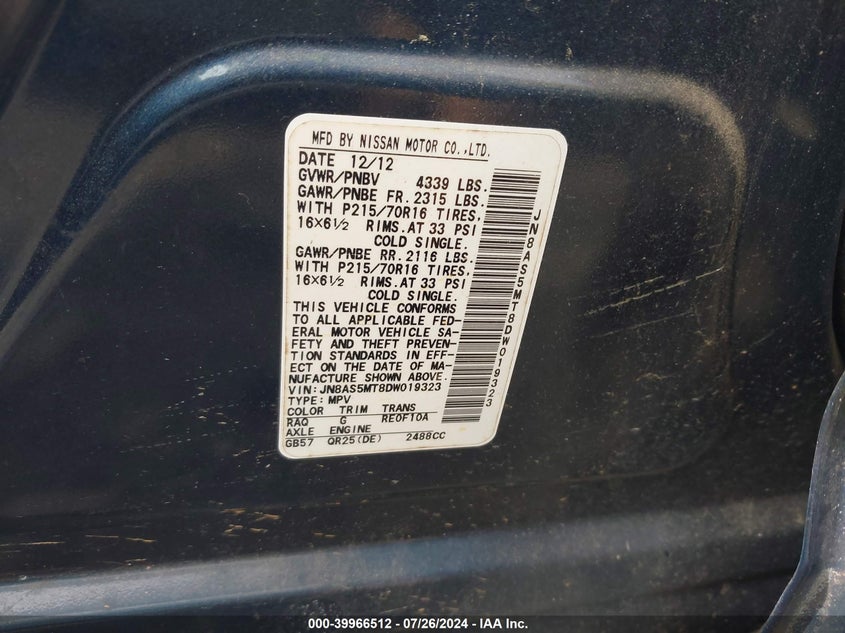 MFD BY NISSAN MOTOR CO.,LTD.
DATE 12/12
GVWR/PNBV 4339 LBS.
GAWR/PNBE FR. 2315 LBS.
WITH P215/70R16 TIRES,
16×6½ RIMS.AT 33 PSI
COLD SINGLE.
GAWR/PNBE RR. 2116 LBS.
WITH P215/70R16 TIRES,
16×6½ RIMS.AT 33 PSI
COLD SINGLE.
THIS VEHICLE CONFORMS
TO ALL APPLICABLE FED-
ERAL MOTOR VEHICLE SA-
FETY AND THEFT PREVEN-
TION STANDARDS IN EFF-
ECT ON THE DATE OF MA-
NUFACTURE SHOWN ABOVE.
VIN:JN8AS5MT8DW019323
TYPE: MPV
COLOR TRIM TRANS
RAQ G RE0F10A
AXLE ENGINE
GB57 QR25(DE) 2488CC
JN8AS5MT8DW019323
000-39966512 / 07/26/2024 - IAA Inc.